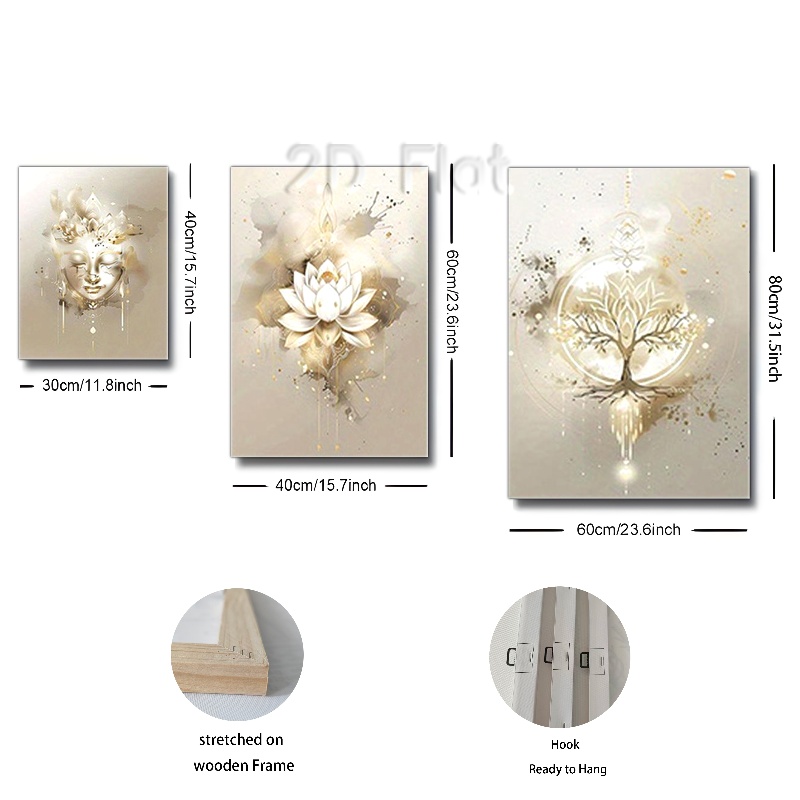 2D Flat
40cm/15.7inch
60cm/23.6inch
80cm/31.5inch
30cm/11.8inch
40cm/15.7inch
60cm/23.6inch
stretched on
wooden Frame
Hook
Ready to Hang